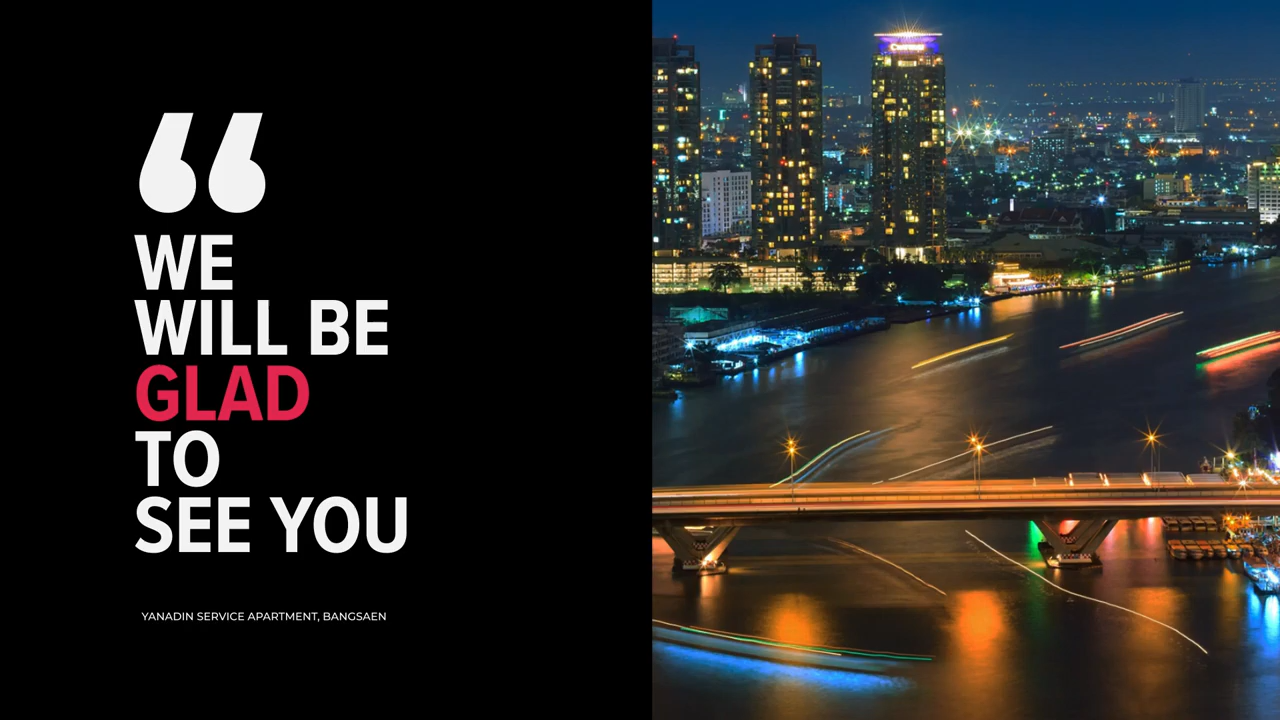 “
WE
WILL BE
GLAD
TO
SEE YOU
YANADIN SERVICE APARTMENT, BANGSAEN